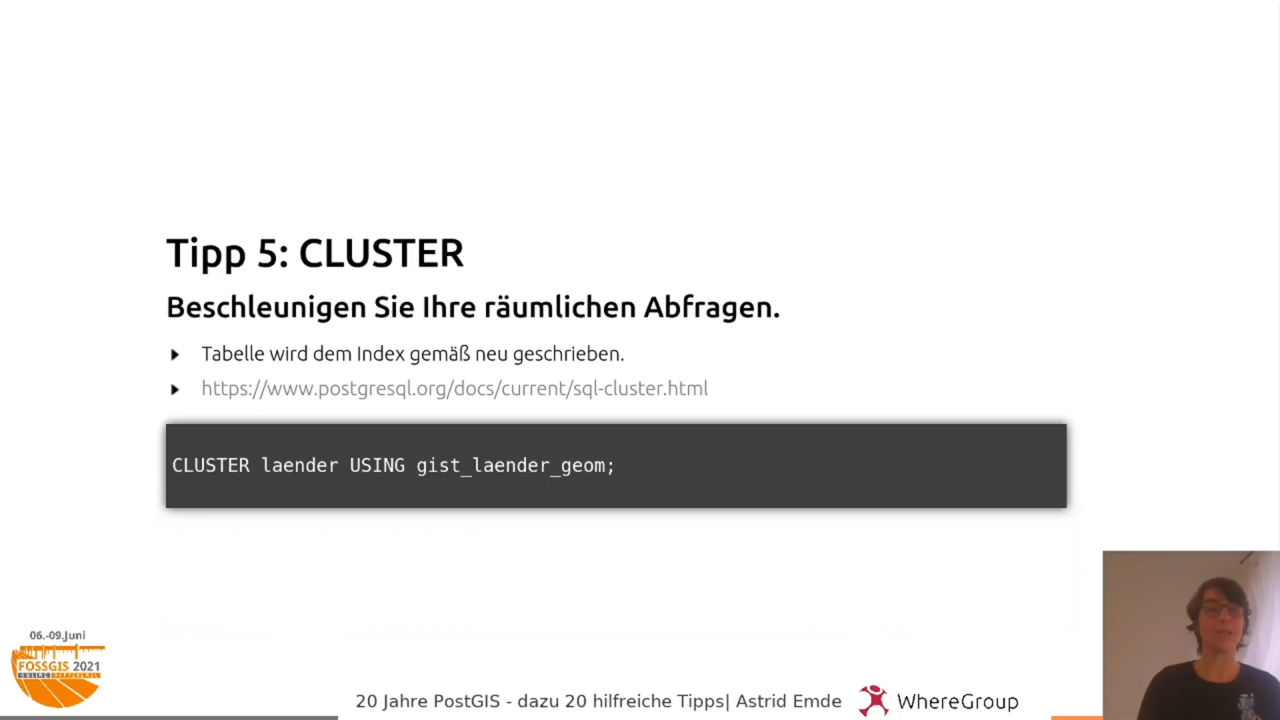 Tipp 5: CLUSTER
Beschleunigen Sie Ihre räumlichen Abfragen.
Tabelle wird dem Index gemäß neu geschrieben.
https://www.postgresql.org/docs/current/sql-cluster.html
CLUSTER laender USING gist_laender_geom;
06.-09.Juni
FOSSGIS 2021
20 Jahre PostGIS - dazu 20 hilfreiche Tipps| Astrid Emde
WhereGroup